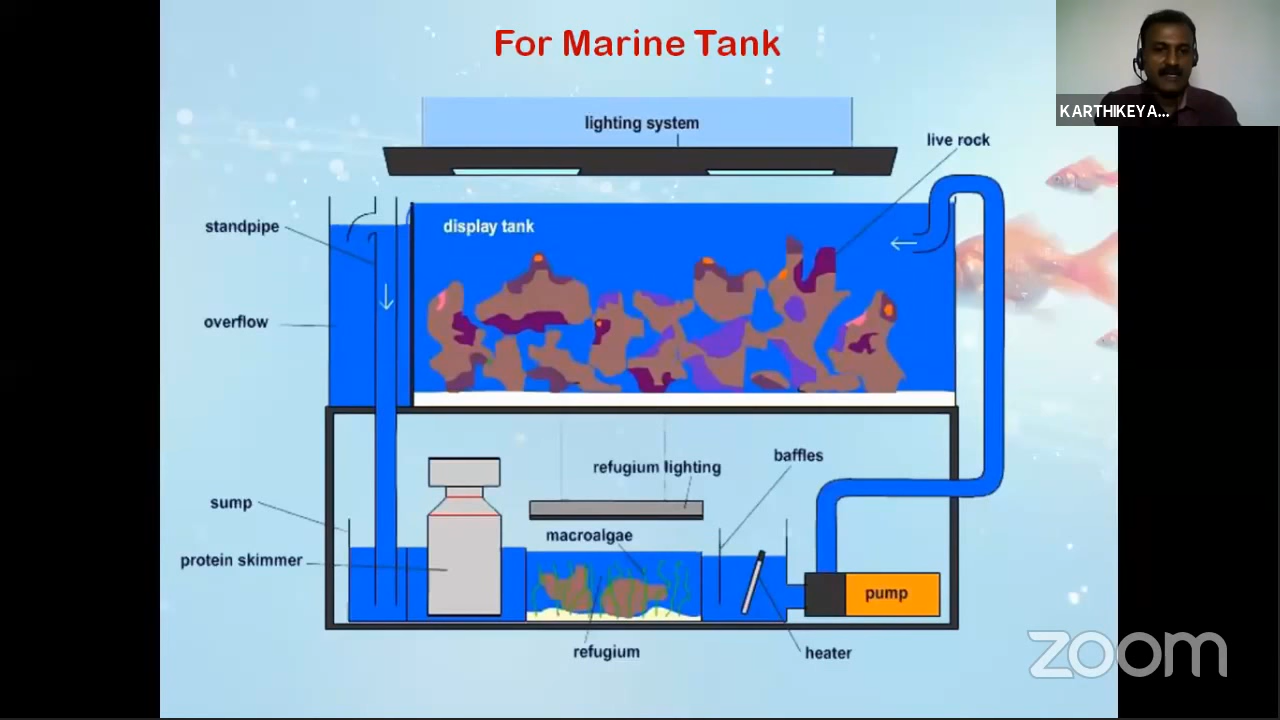 For Marine Tank
KARTHIKEYA...
lighting system
live rock
standpipe
display tank
overflow
baffles
refugium lighting
sump
macroalgae
protein skimmer
pump
refugium
heater
zoom